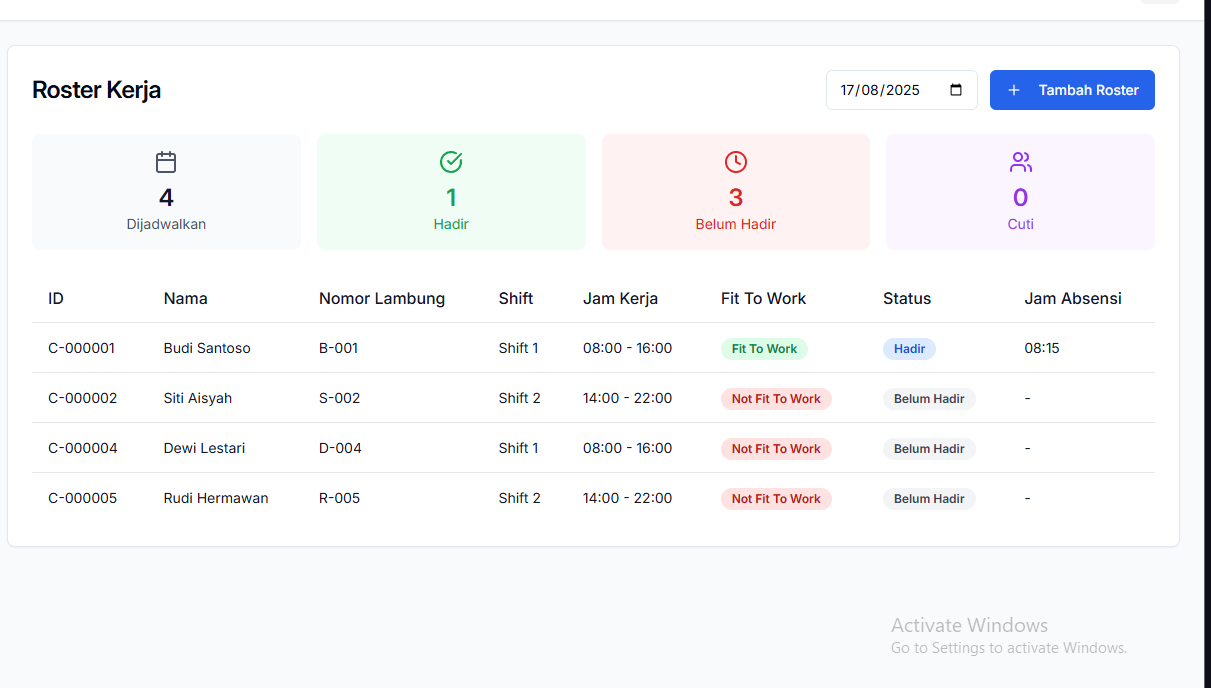 Roster Kerja
17/08/2025
+ Tambah Roster
4
Dijadwalkan
1
Hadir
3
Belum Hadir
0
Cuti
ID Nama Nomor Lambung Shift Jam Kerja Fit To Work Status Jam Absensi
C-000001 Budi Santoso B-001 Shift 1 08:00 - 16:00 Fit To Work Hadir 08:15
C-000002 Siti Aisyah S-002 Shift 2 14:00 - 22:00 Not Fit To Work Belum Hadir -
C-000004 Dewi Lestari D-004 Shift 1 08:00 - 16:00 Not Fit To Work Belum Hadir -
C-000005 Rudi Hermawan R-005 Shift 2 14:00 - 22:00 Not Fit To Work Belum Hadir -
Activate Windows
Go to Settings to activate Windows.